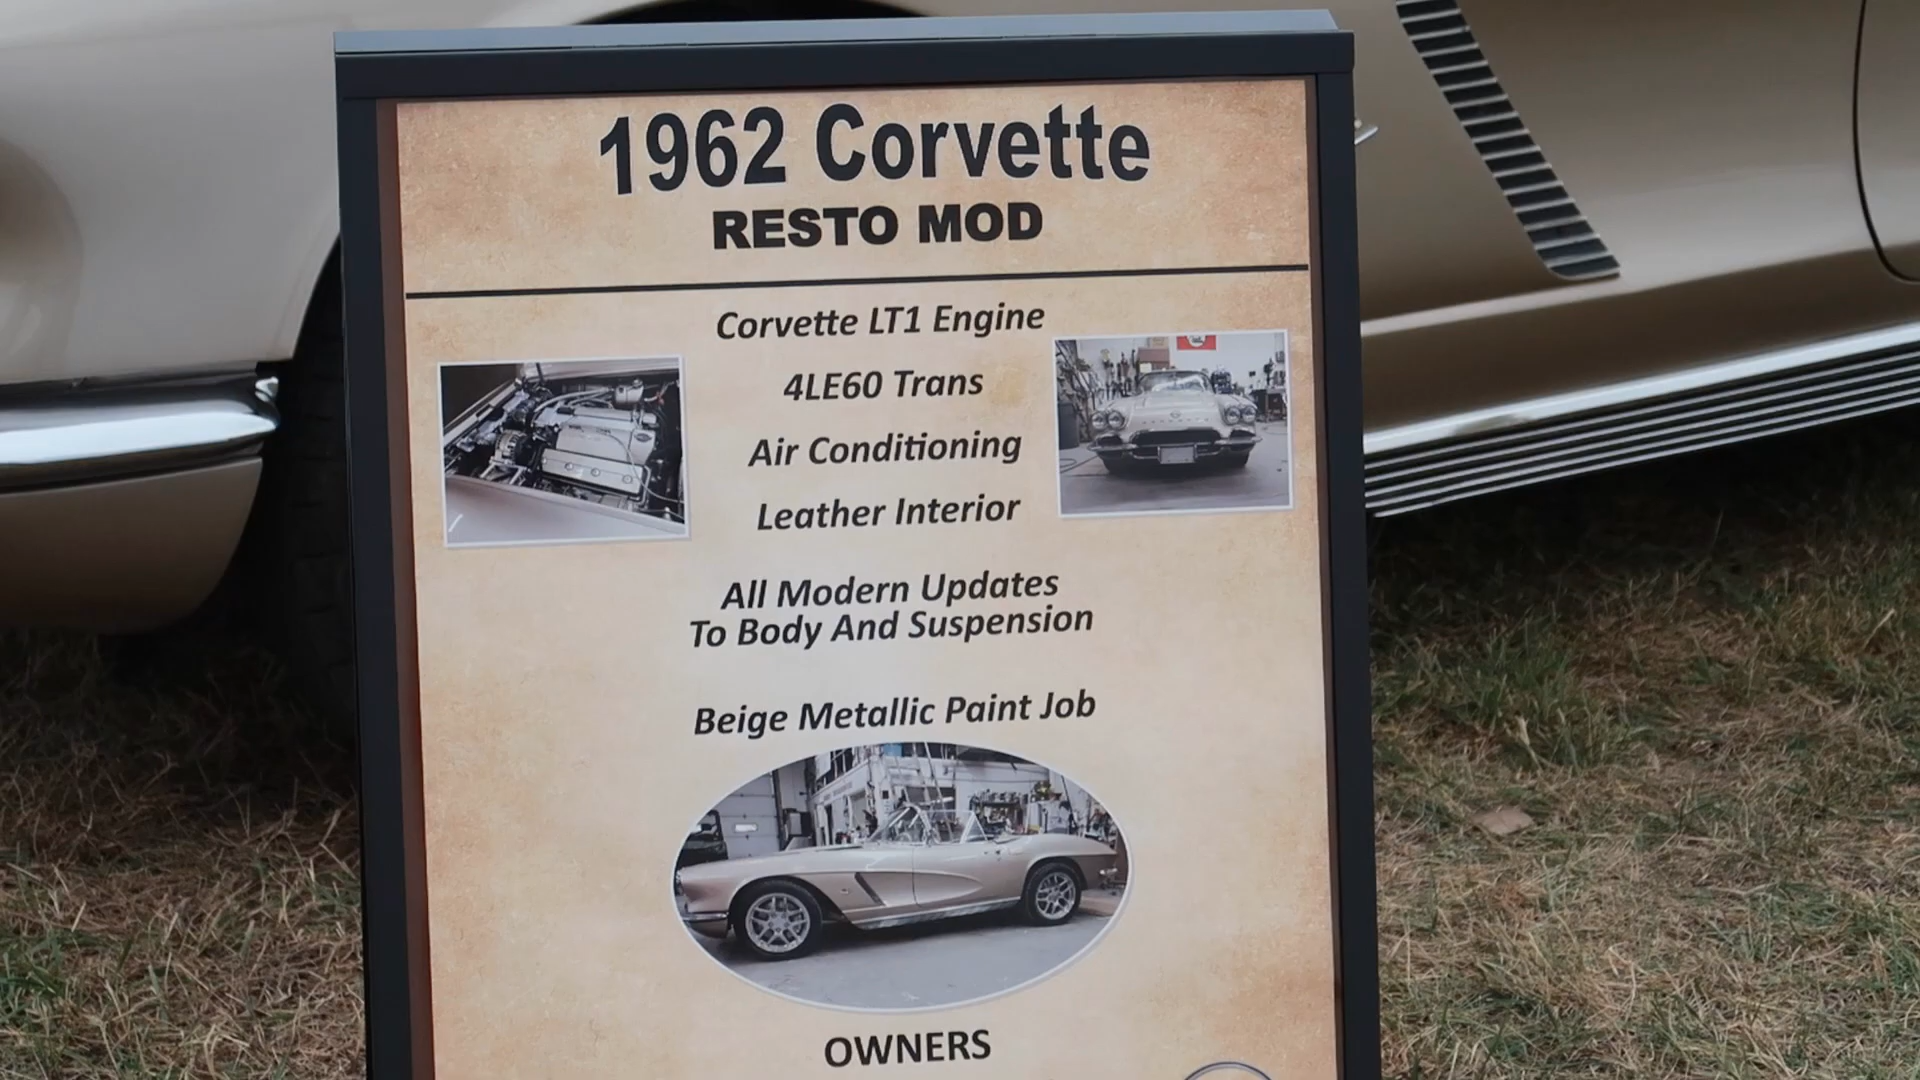 1962 Corvette
RESTO MOD
Corvette LT1 Engine
4LE60 Trans
Air Conditioning
Leather Interior
All Modern Updates
To Body And Suspension
Beige Metallic Paint Job
OWNERS